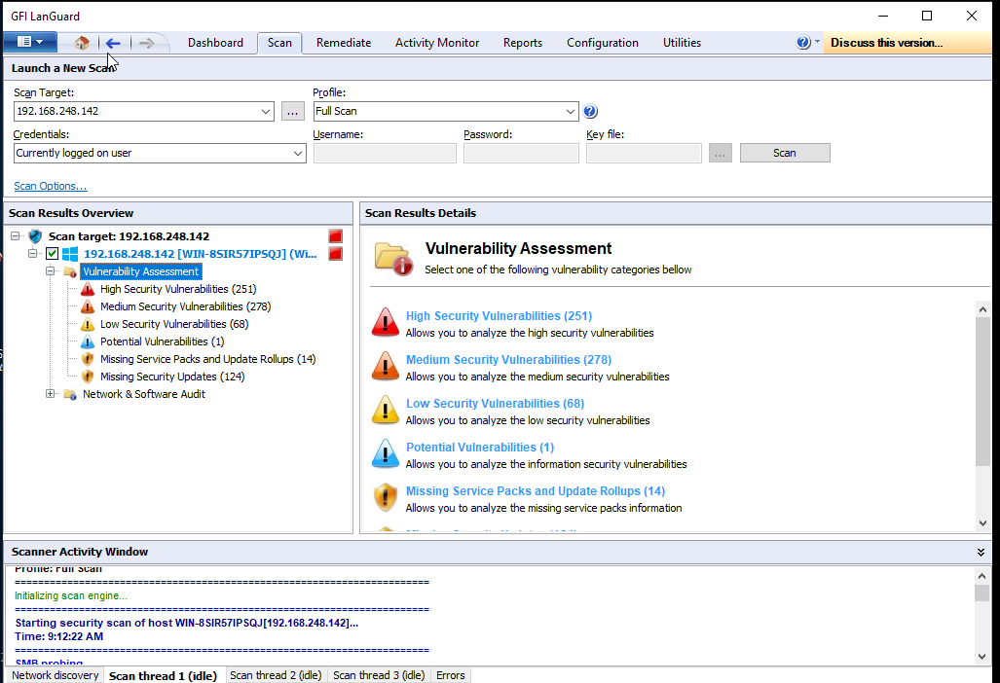 GFI LanGuard
Dashboard Scan Remediate Activity Monitor Reports Configuration Utilities Discuss this version...
Launch a New Scan
Scan Target: Profile:
192.168.248.142 ... Full Scan
Credentials: Username: Password: Key file:
Currently logged on user ... Scan
Scan Options...
Scan Results Overview
Scan target: 192.168.248.142
192.168.248.142 [WIN-8SIR57IPSQJ] (Wi...
Vulnerability Assessment
High Security Vulnerabilities (251)
Medium Security Vulnerabilities (278)
Low Security Vulnerabilities (68)
Potential Vulnerabilities (1)
Missing Service Packs and Update Rollups (14)
Missing Security Updates (124)
Network & Software Audit
Scan Results Details
Vulnerability Assessment
Select one of the following vulnerability categories bellow
High Security Vulnerabilities (251)
Allows you to analyze the high security vulnerabilities
Medium Security Vulnerabilities (278)
Allows you to analyze the medium security vulnerabilities
Low Security Vulnerabilities (68)
Allows you to analyze the low security vulnerabilities
Potential Vulnerabilities (1)
Allows you to analyze the information security vulnerabilities
Missing Service Packs and Update Rollups (14)
Allows you to analyze the missing service packs information
Scanner Activity Window
Profile: Full Scan
Initializing scan engine...
Starting security scan of host WIN-8SIR57IPSQJ[192.168.248.142]...
Time: 9:12:22 AM
SMB probing
Network discovery Scan thread 1 (idle) Scan thread 2 (idle) Scan thread 3 (idle) Errors